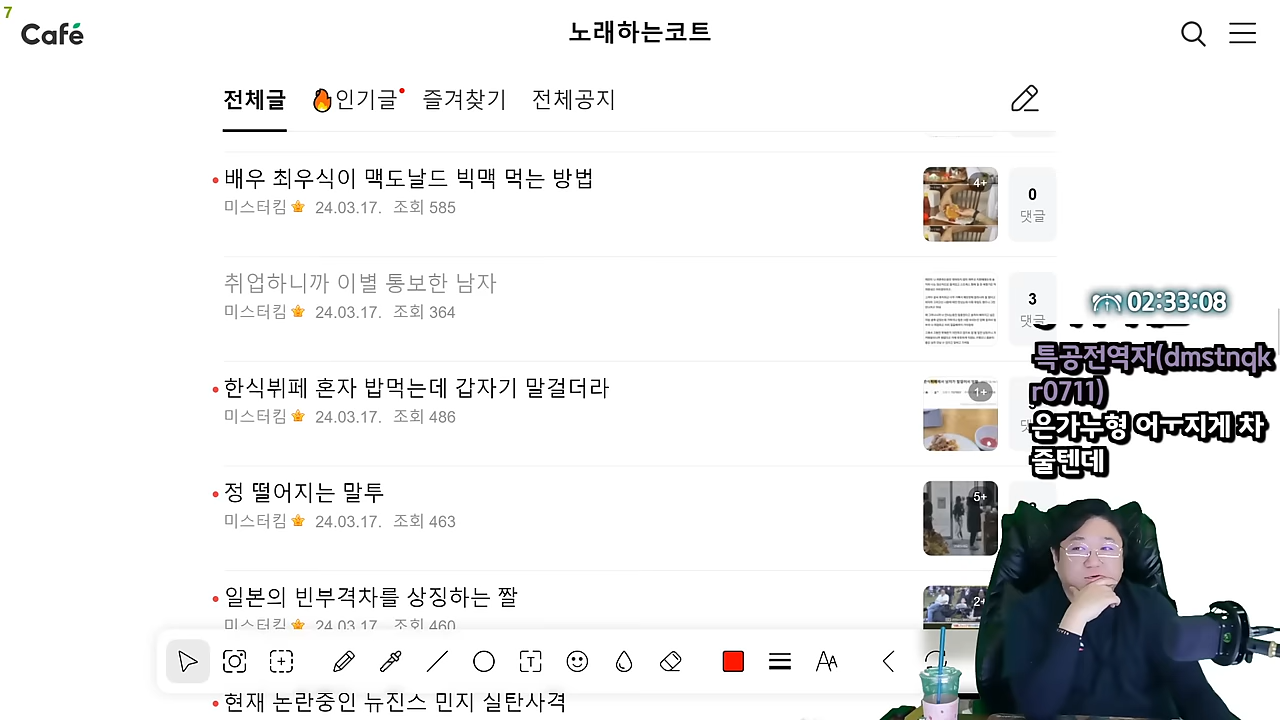 7
Café
노래하는코트
전체글 🔥인기글 즐겨찾기 전체공지
배우 최우식이 맥도날드 빅맥 먹는 방법
미스터킴 24.03.17. 조회 585
4+
0
댓글
취업하니까 이별 통보한 남자
미스터킴 24.03.17. 조회 364
3
댓글
02:33:08
특공전역자(dmstnqk
r0711)
은가누형 어ㅜ지게 차
줄텐데
한식뷔페 혼자 밥먹는데 갑자기 말걸더라
미스터킴 24.03.17. 조회 486
1+
정 떨어지는 말투
미스터킴 24.03.17. 조회 463
5+
일본의 빈부격차를 상징하는 짤
미스터킴 24.03.17. 조회 460
2+
현재 논란중인 뉴진스 민지 실탄사격